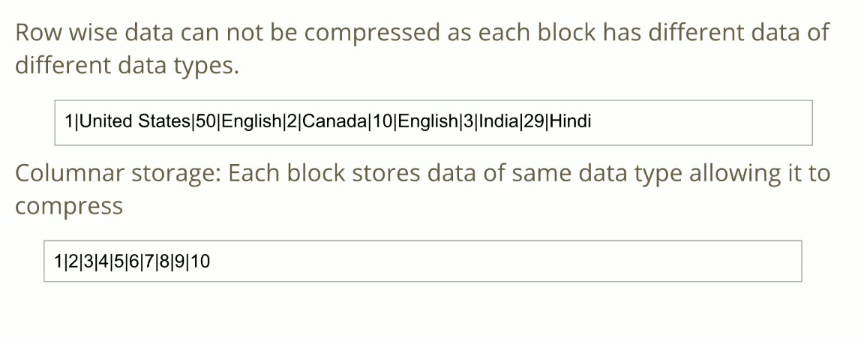 Row wise data can not be compressed as each block has different data of
different data types.
1|United States|50|English|2|Canada|10|English|3|India|29|Hindi
Columnar storage: Each block stores data of same data type allowing it to
compress
1|2|3|4|5|6|7|8|9|10